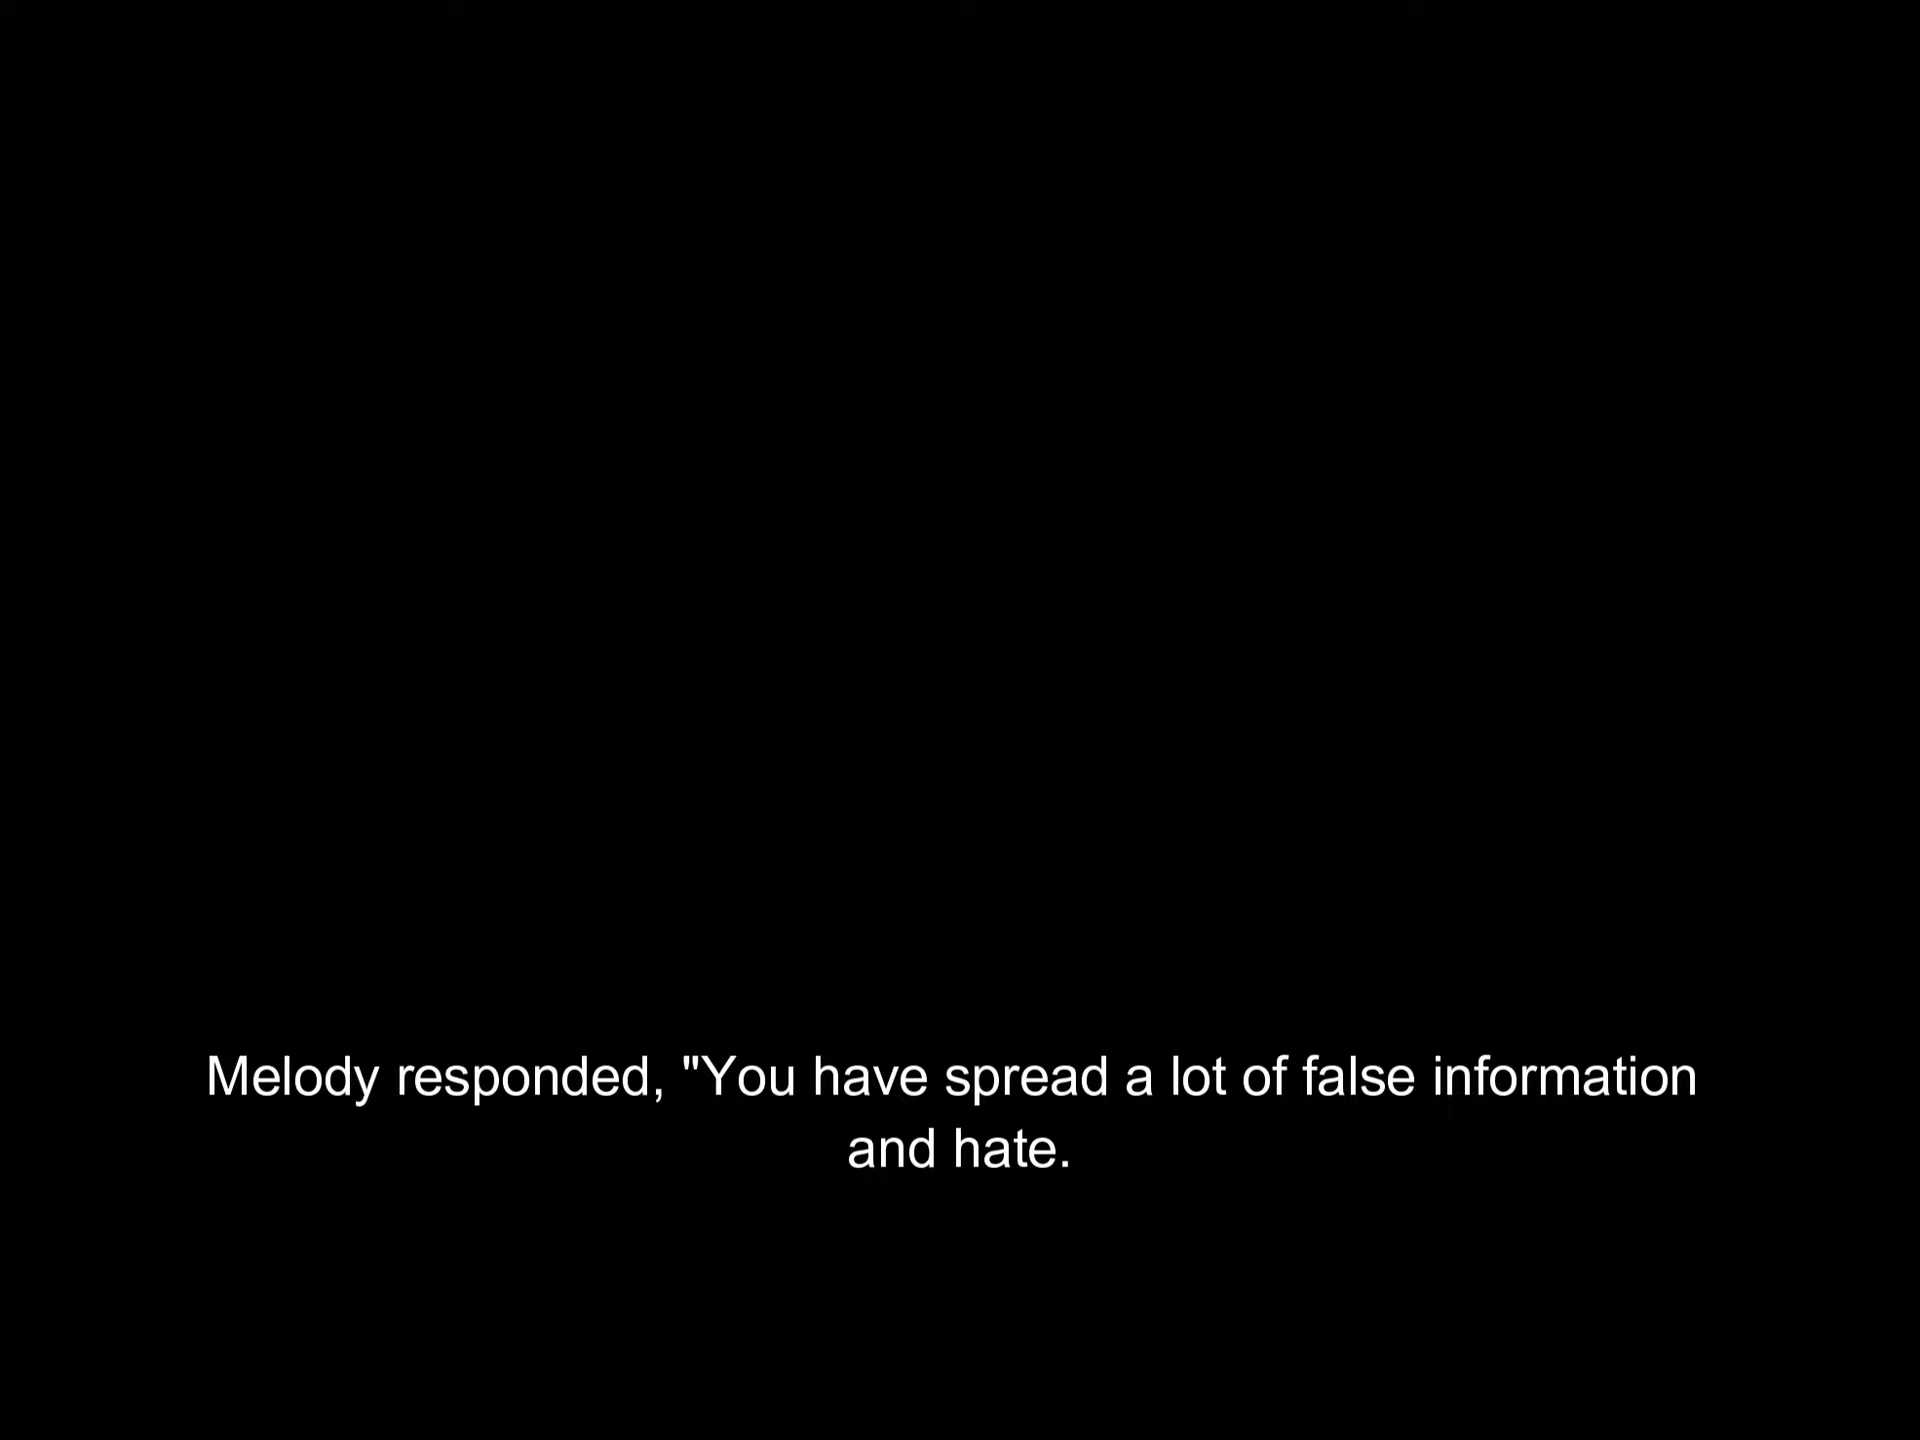 Melody responded, "You have spread a lot of false information
and hate.